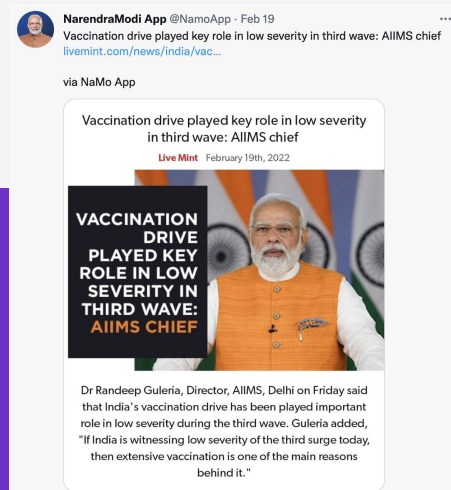 NarendraModi App @NamoApp · Feb 19
Vaccination drive played key role in low severity in third wave: AIIMS chief
livemint.com/news/india/vac...
via NaMo App
Vaccination drive played key role in low severity
in third wave: AIIMS chief
Live Mint February 19th, 2022
VACCINATION
DRIVE
PLAYED KEY
ROLE IN LOW
SEVERITY IN
THIRD WAVE:
AIIMS CHIEF
Dr Randeep Guleria, Director, AIIMS, Delhi on Friday said
that India's vaccination drive has been played important
role in low severity during the third wave. Guleria added,
"If India is witnessing low severity of the third surge today,
then extensive vaccination is one of the main reasons
behind it."